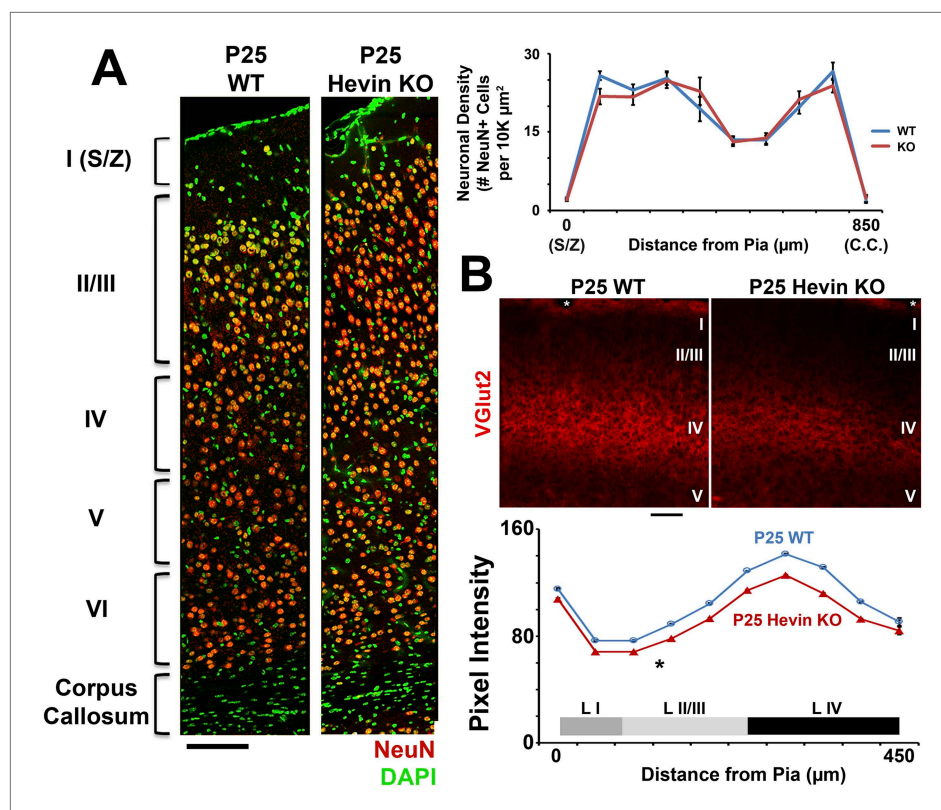 A
P25
WT
P25
Hevin KO
I (S/Z)
II/III
IV
V
VI
Corpus
Callosum
NeuN
DAPI
Neuronal Density
(# NeuN+ Cells
per 10K µm²
30
15
0
WT
KO
0
(S/Z)
Distance from Pia (µm)
850
(C.C.)
B
P25 WT
P25 Hevin KO
VGlut2
*
*
I
II/III
IV
V
I
II/III
IV
V
Pixel Intensity
160
80
0
P25 WT
P25 Hevin KO
*
L I
L II/III
L IV
0
Distance from Pia (µm)
450